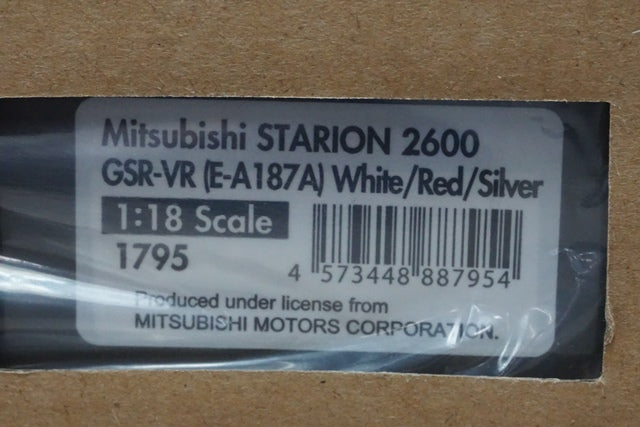 Mitsubishi STARION 2600
GSR-VR (E-A187A) White/Red/Silver
1:18 Scale
1795
4 573448 887954
Produced under license from
MITSUBISHI MOTORS CORPORATION.